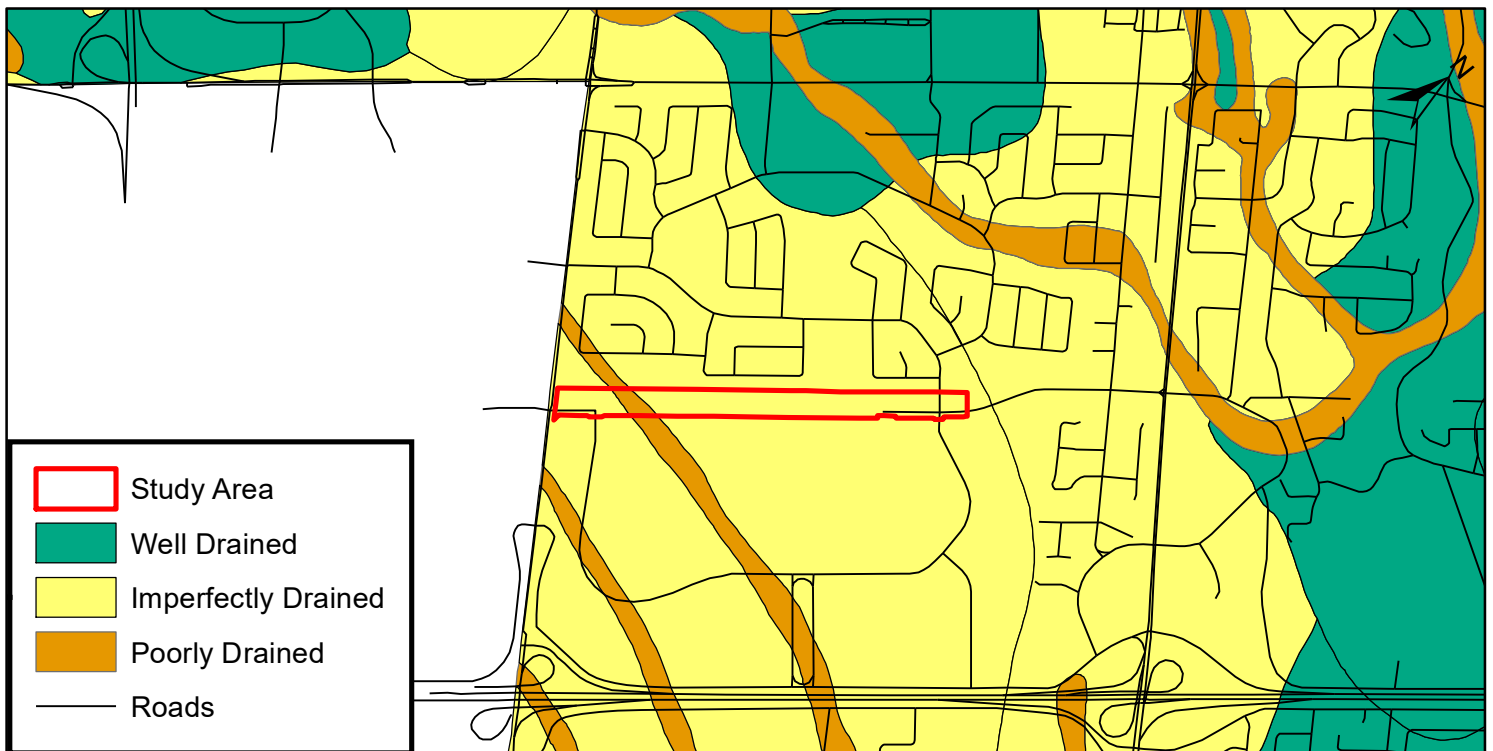 N
Study Area
Well Drained
Imperfectly Drained
Poorly Drained
Roads